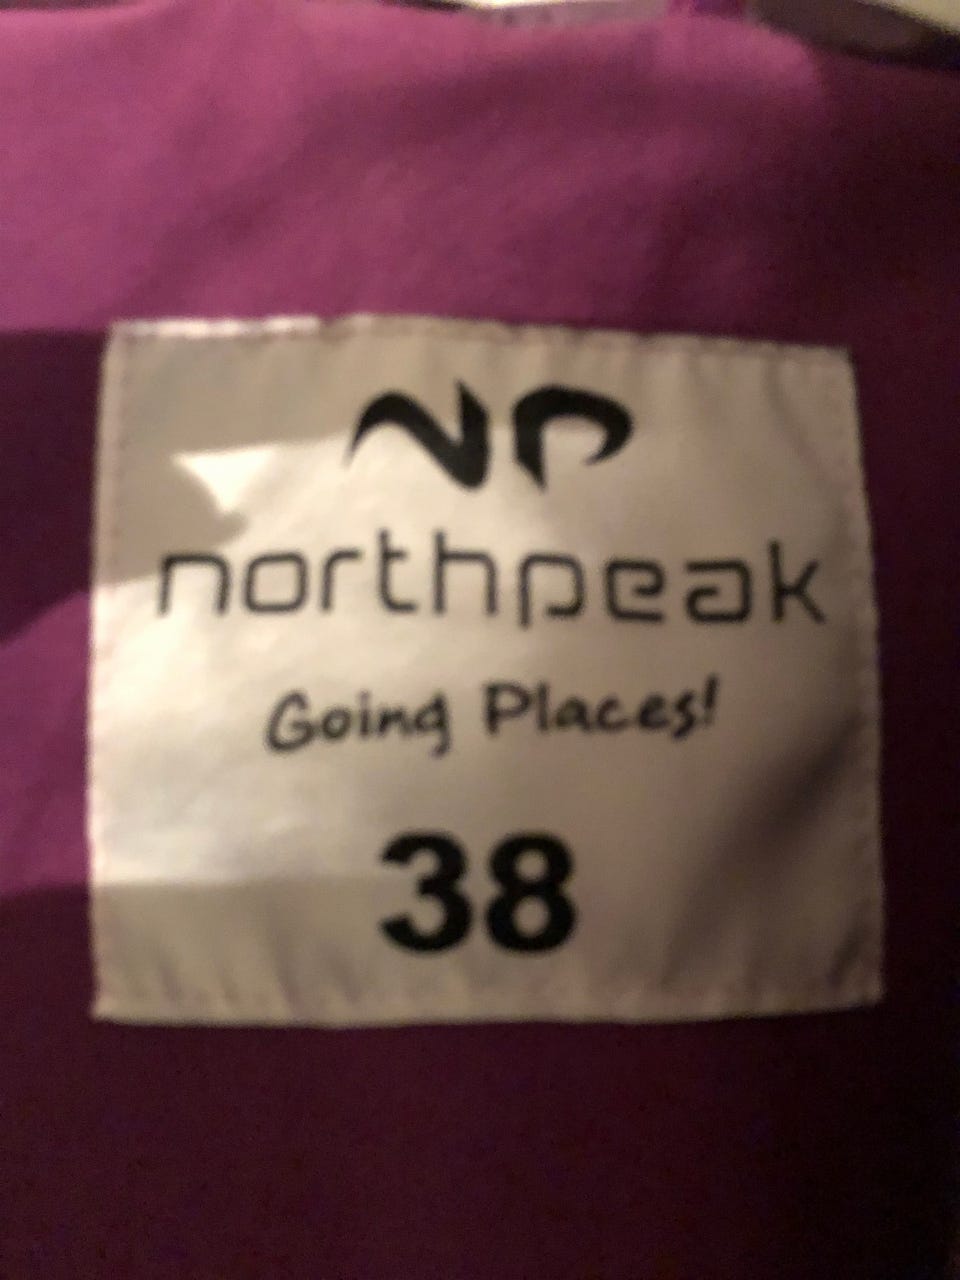 NP
northpeak
Going Places!
38